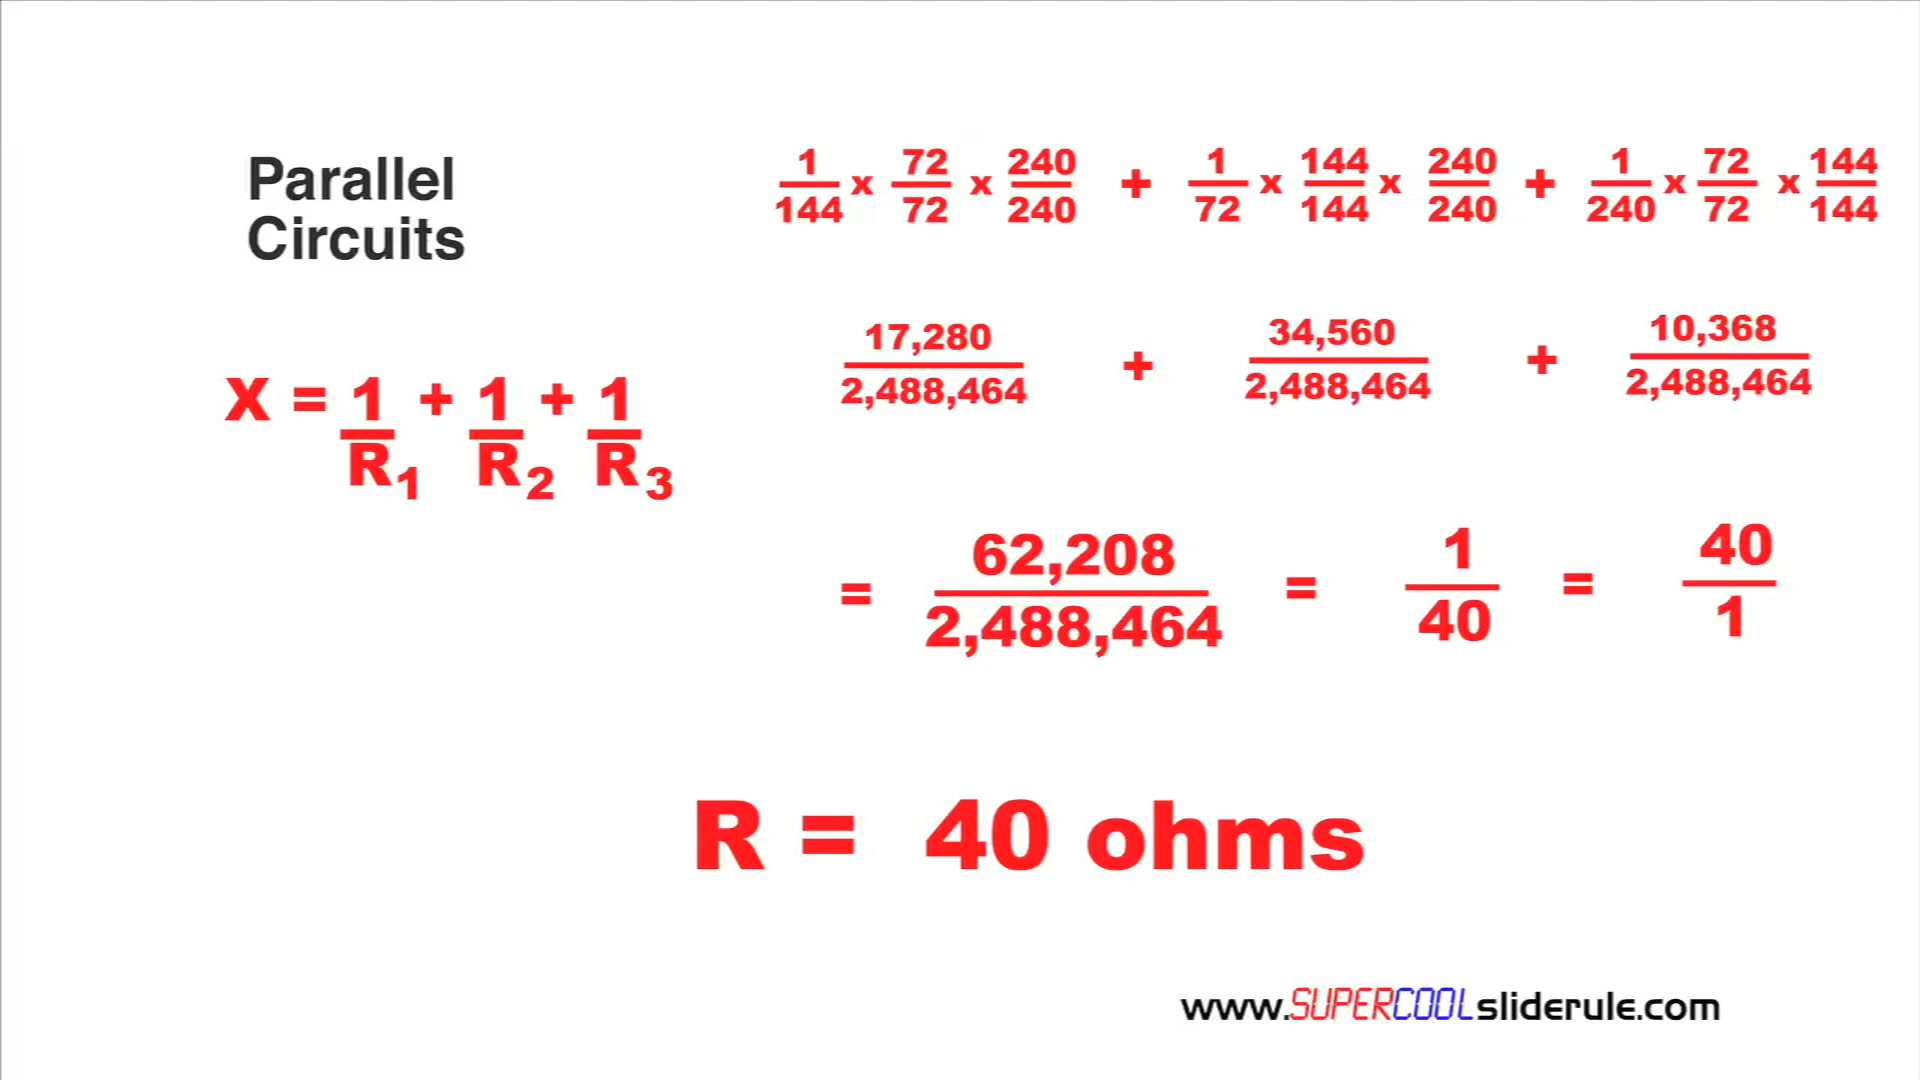 Parallel
Circuits
X = 1/R₁ + 1/R₂ + 1/R₃
1/144 x 72/72 x 240/240 + 1/72 x 144/144 x 240/240 + 1/240 x 72/72 x 144/144
17,280/2,488,464 + 34,560/2,488,464 + 10,368/2,488,464
= 62,208/2,488,464 = 1/40 = 40/1
R = 40 ohms
www.SUPERCOOLsliderule.com